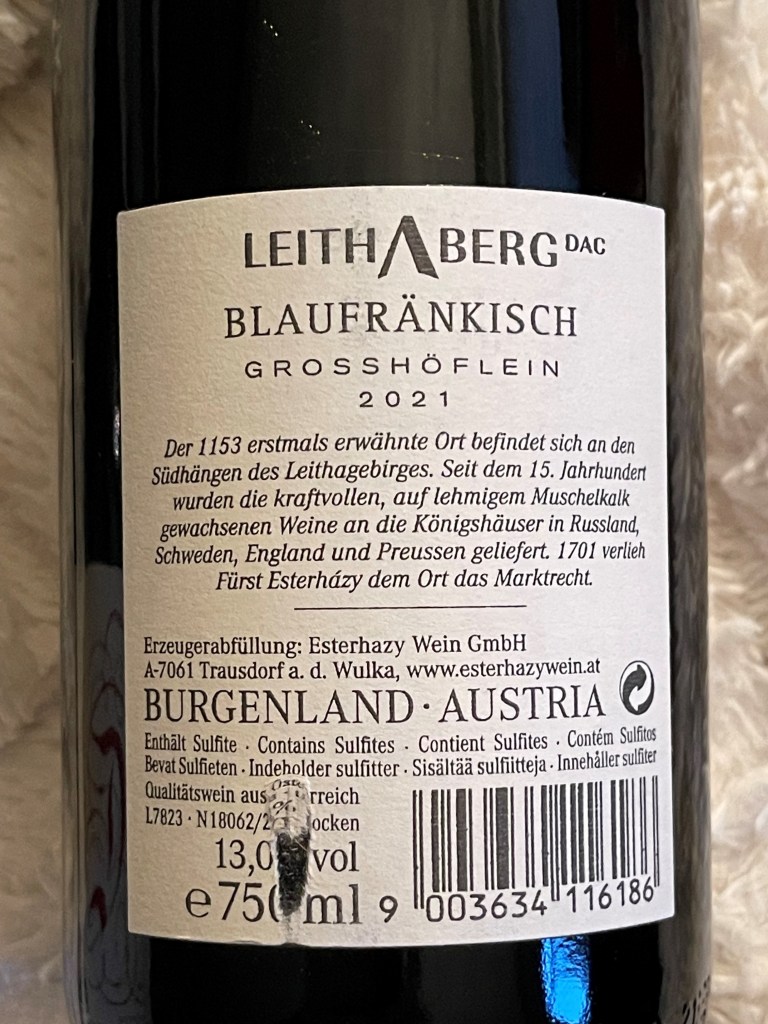 LEITHABERG DAC
BLAUFRÄNKISCH
GROSSHÖFLEIN
2021
Der 1153 erstmals erwähnte Ort befindet sich an den
Südhängen des Leithagebirges. Seit dem 15. Jahrhundert
wurden die kraftvollen, auf lehmigem Muschelkalk
gewachsenen Weine an die Königshäuser in Russland,
Schweden, England und Preussen geliefert. 1701 verlieh
Fürst Esterházy dem Ort das Marktrecht.
Erzeugerabfüllung: Esterhazy Wein GmbH
A-7061 Trausdorf a. d. Wulka, www.esterhazywein.at
BURGENLAND · AUSTRIA
Enthält Sulfite · Contains Sulfites · Contient Sulfites · Contém Sulfitos
Bevat Sulfieten · Indeholder sulfitter · Sisältää sulfiitteja · Innehåller sulfiter
Qualitätswein aus
L7823 · N18062/2
13,0 vol
e 750 ml
9 003634 116186